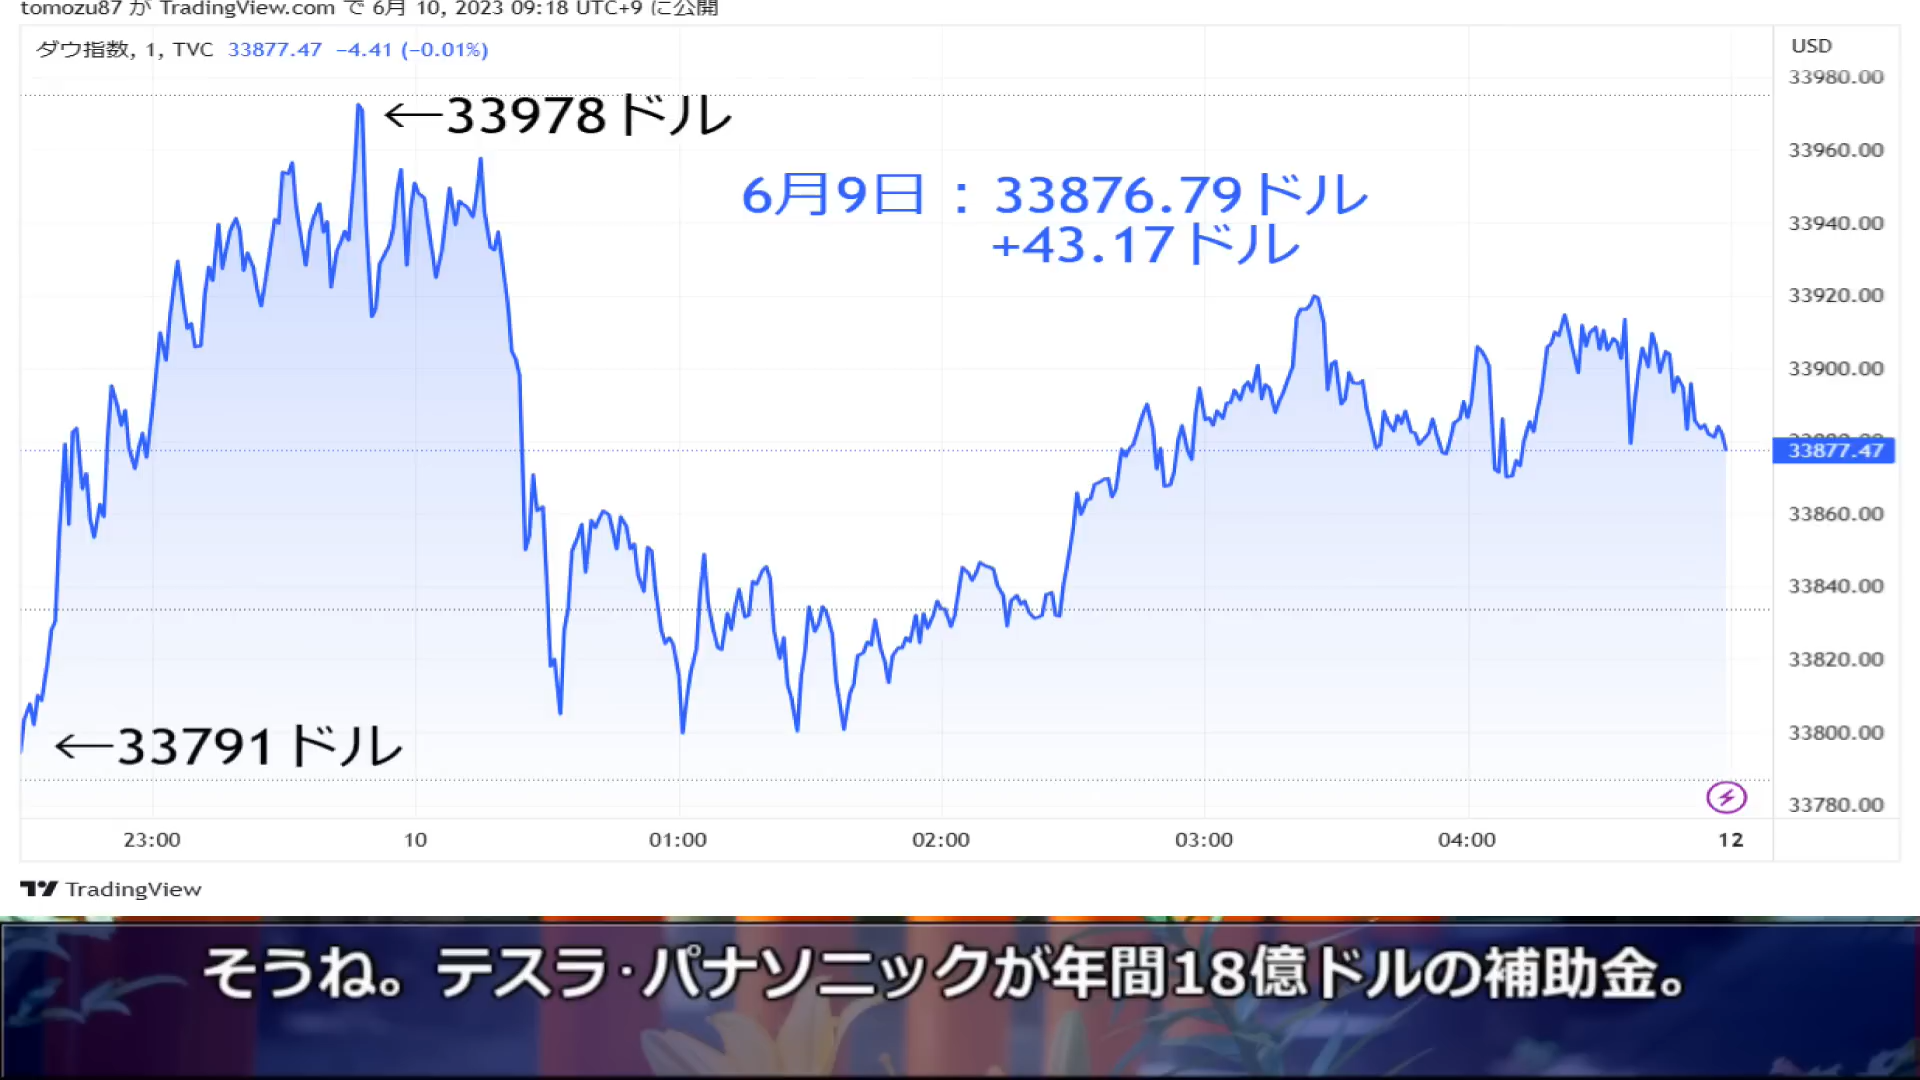 tomozu87 が TradingView.com で 6月 10, 2023 09:18 UTC+9 に公開
ダウ指数, 1, TVC 33877.47 −4.41 (−0.01%)
USD
33980.00
←33978ドル
33960.00
6月9日：33876.79ドル
+43.17ドル
33940.00
33920.00
33900.00
33877.47
33860.00
33840.00
33820.00
33800.00
←33791ドル
33780.00
23:00 10 01:00 02:00 03:00 04:00 12
TradingView
そうね。テスラ・パナソニックが年間18億ドルの補助金。